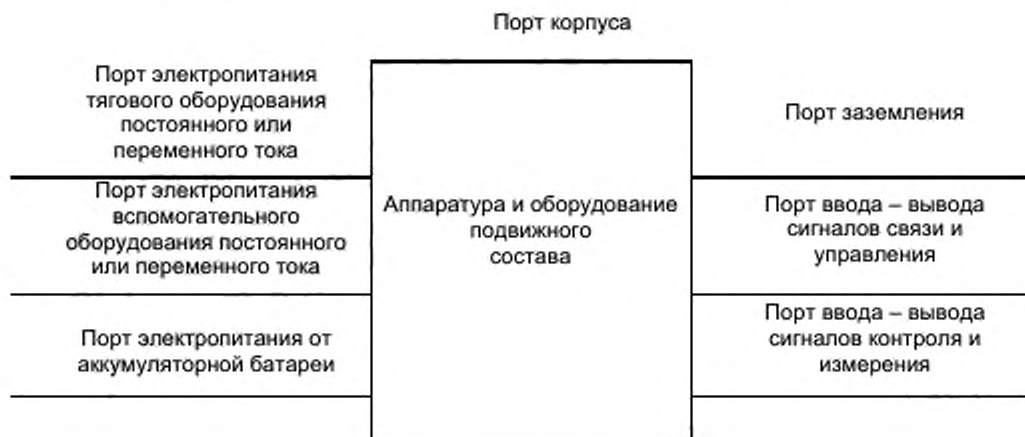 Порт корпуса
Порт электропитания
тягового оборудования
постоянного или
переменного тока
Порт заземления
Порт электропитания
вспомогательного
оборудования постоянного
или переменного тока
Аппаратура и оборудование
подвижного
состава
Порт ввода – вывода
сигналов связи и
управления
Порт электропитания от
аккумуляторной батареи
Порт ввода – вывода
сигналов контроля и
измерения